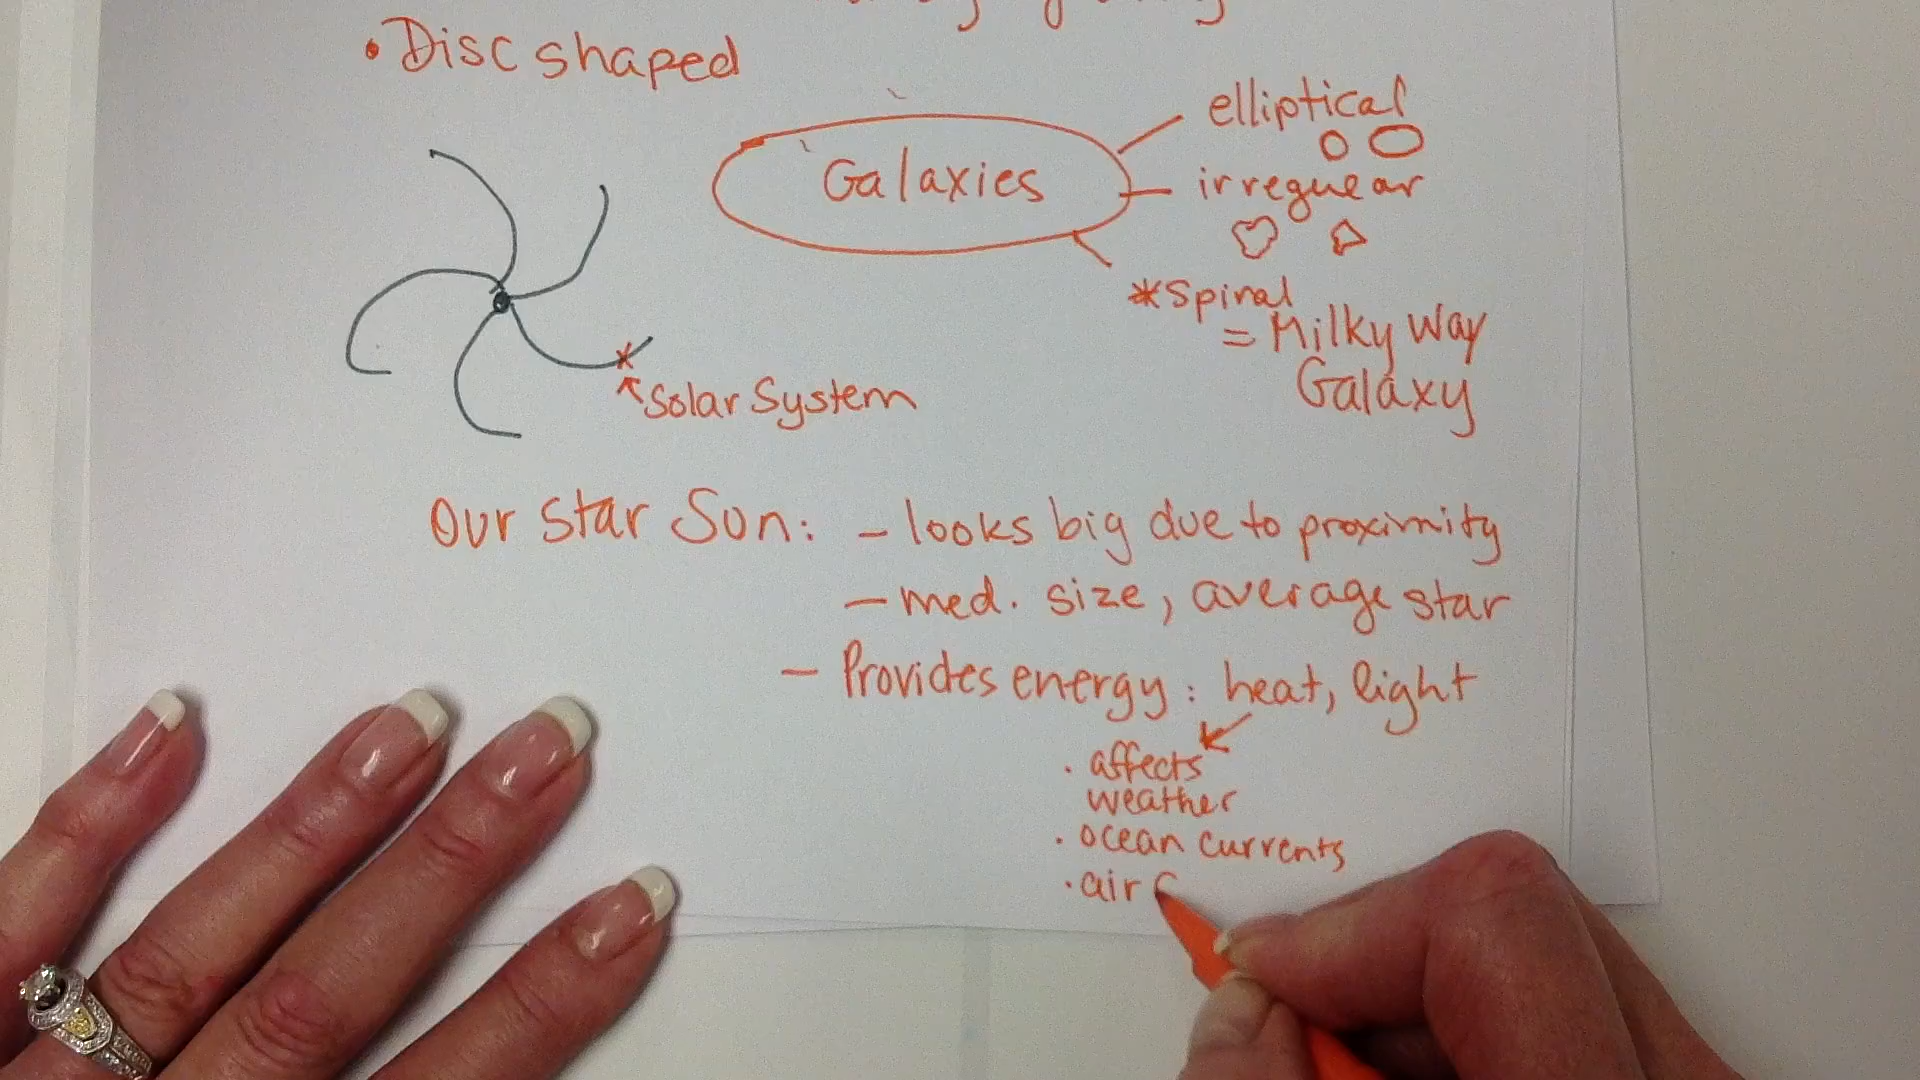 • Disc shaped
Galaxies
elliptical
irreguear
*Spiral
= Milky Way
Galaxy
Solar System
Our Star Sun: - looks big due to proximity
- med. size, average star
- Provides energy: heat, light
• affects
weather
• ocean currents
• air c